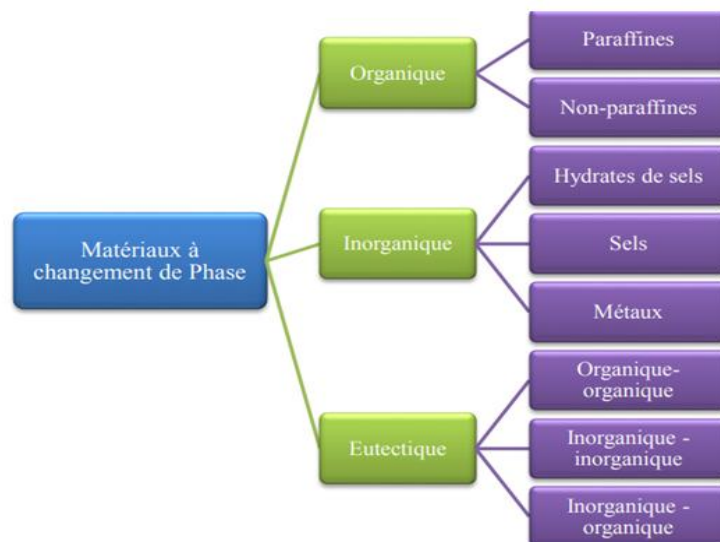 Matériaux à
changement de Phase
Organique
Paraffines
Non-paraffines
Inorganique
Hydrates de sels
Sels
Métaux
Eutectique
Organique-
organique
Inorganique -
inorganique
Inorganique -
organique